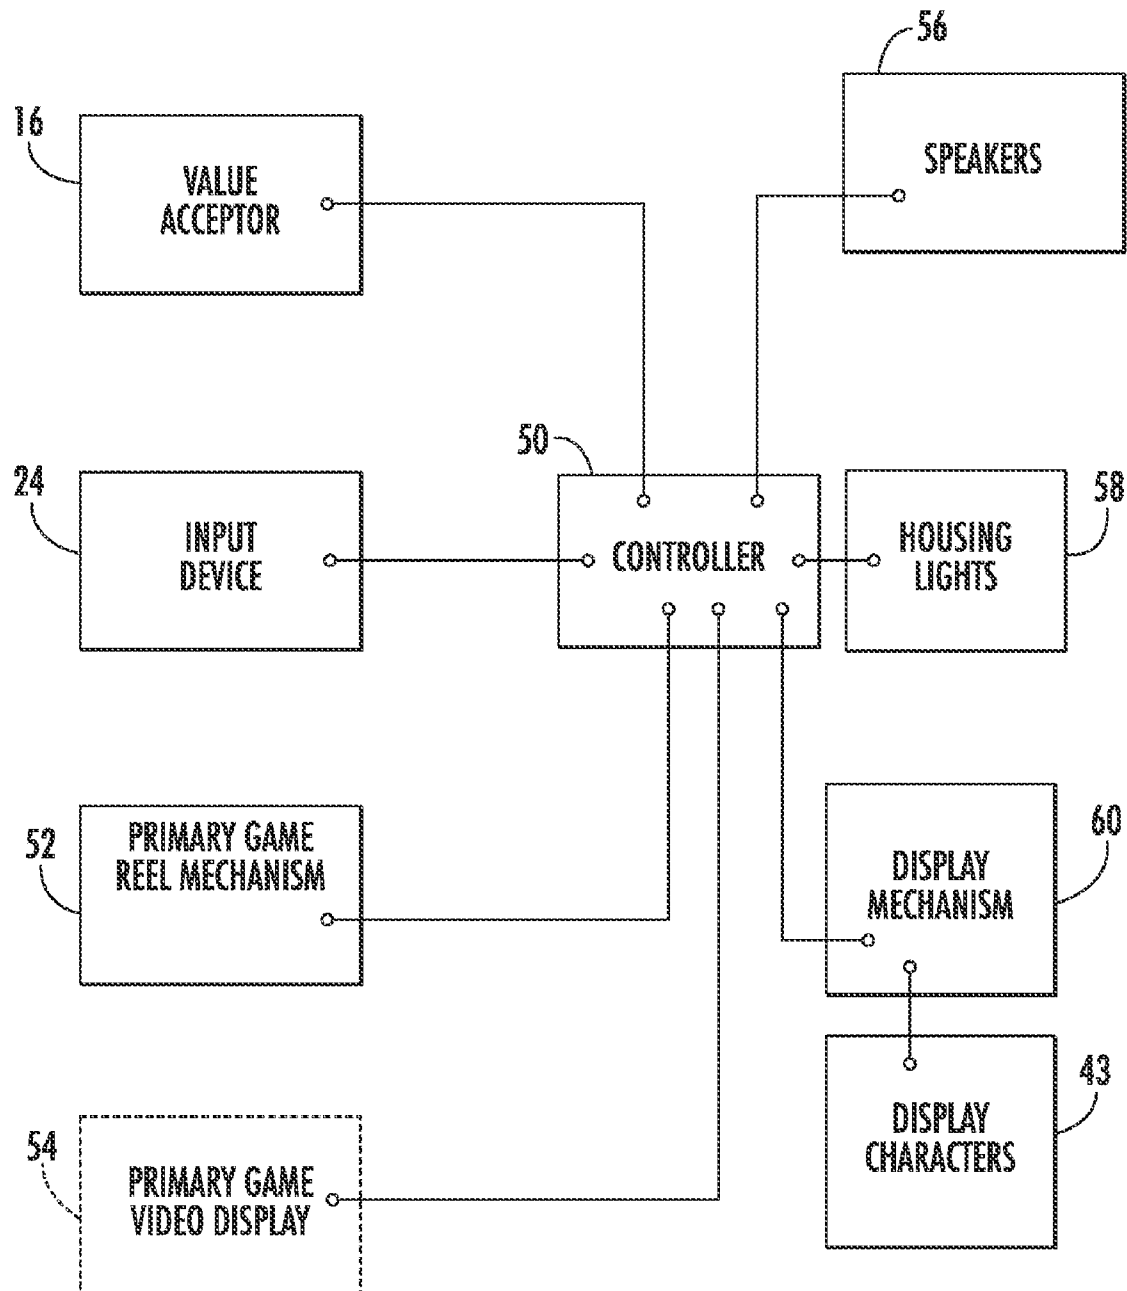 56
16
VALUE
ACCEPTOR
SPEAKERS
50
24
INPUT
DEVICE
CONTROLLER
HOUSING
LIGHTS
58
52
PRIMARY GAME
REEL MECHANISM
DISPLAY
MECHANISM
60
54
PRIMARY GAME
VIDEO DISPLAY
DISPLAY
CHARACTERS
43